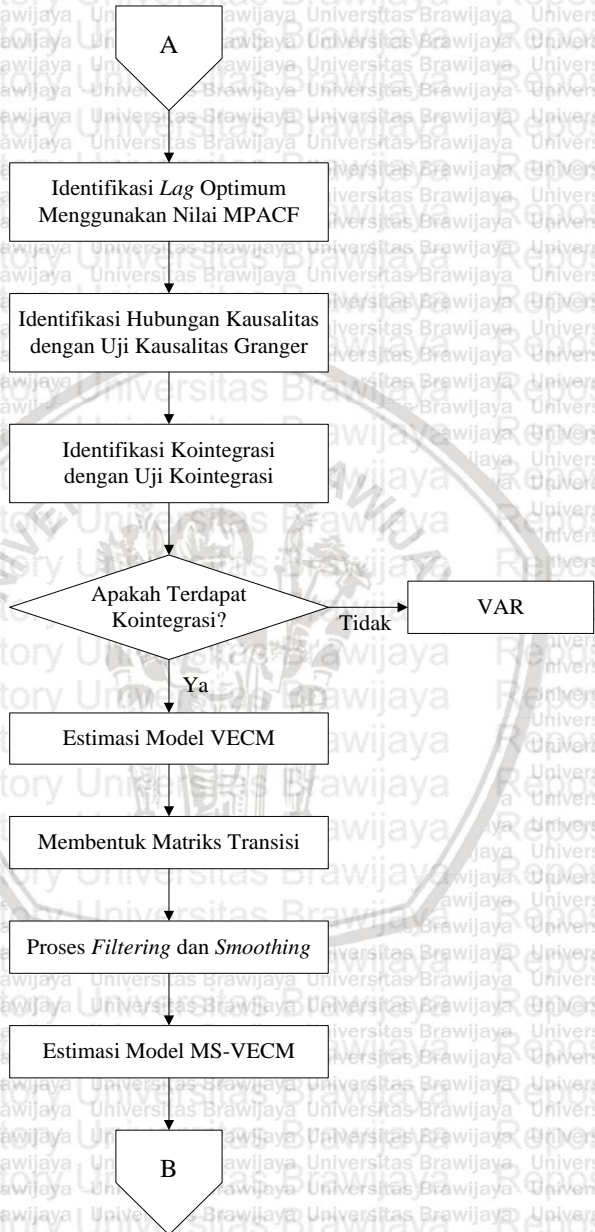 A
Identifikasi Lag Optimum
Menggunakan Nilai MPACF
Identifikasi Hubungan Kausalitas
dengan Uji Kausalitas Granger
Identifikasi Kointegrasi
dengan Uji Kointegrasi
Apakah Terdapat
Kointegrasi?
Tidak
VAR
Ya
Estimasi Model VECM
Membentuk Matriks Transisi
Proses Filtering dan Smoothing
Estimasi Model MS-VECM
B